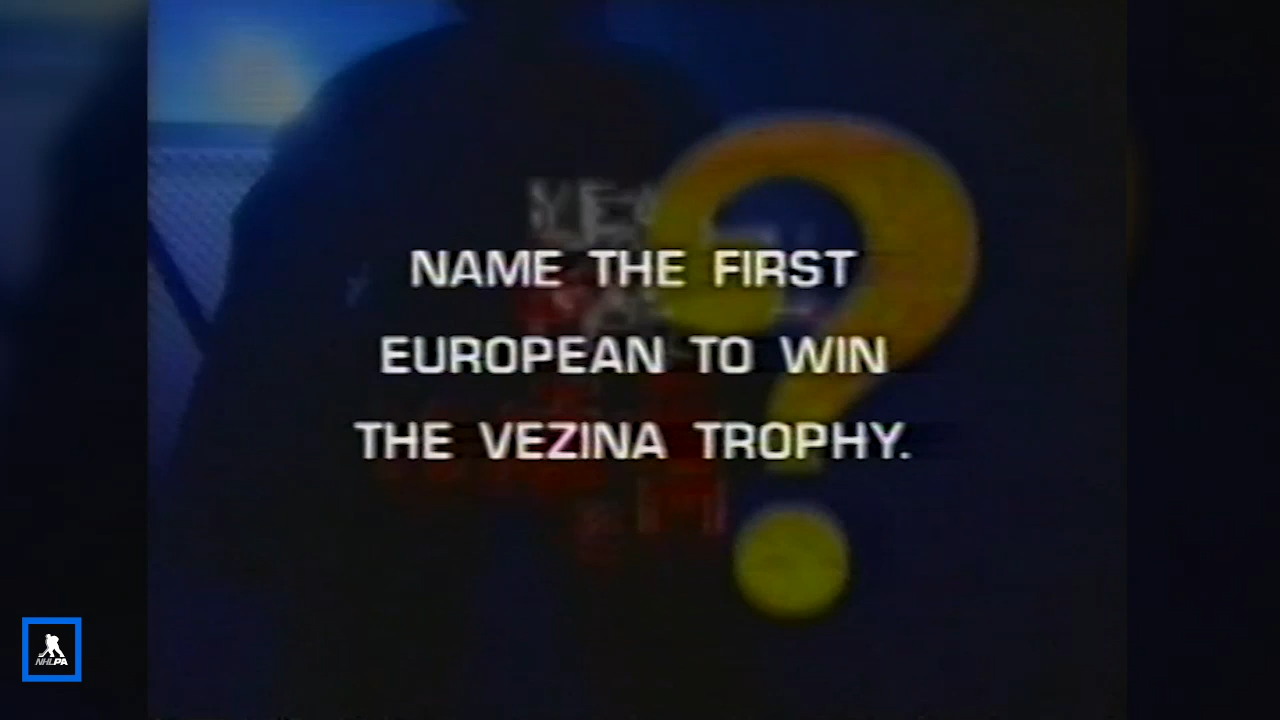 NAME THE FIRST
EUROPEAN TO WIN
THE VEZINA TROPHY.
NHLPA